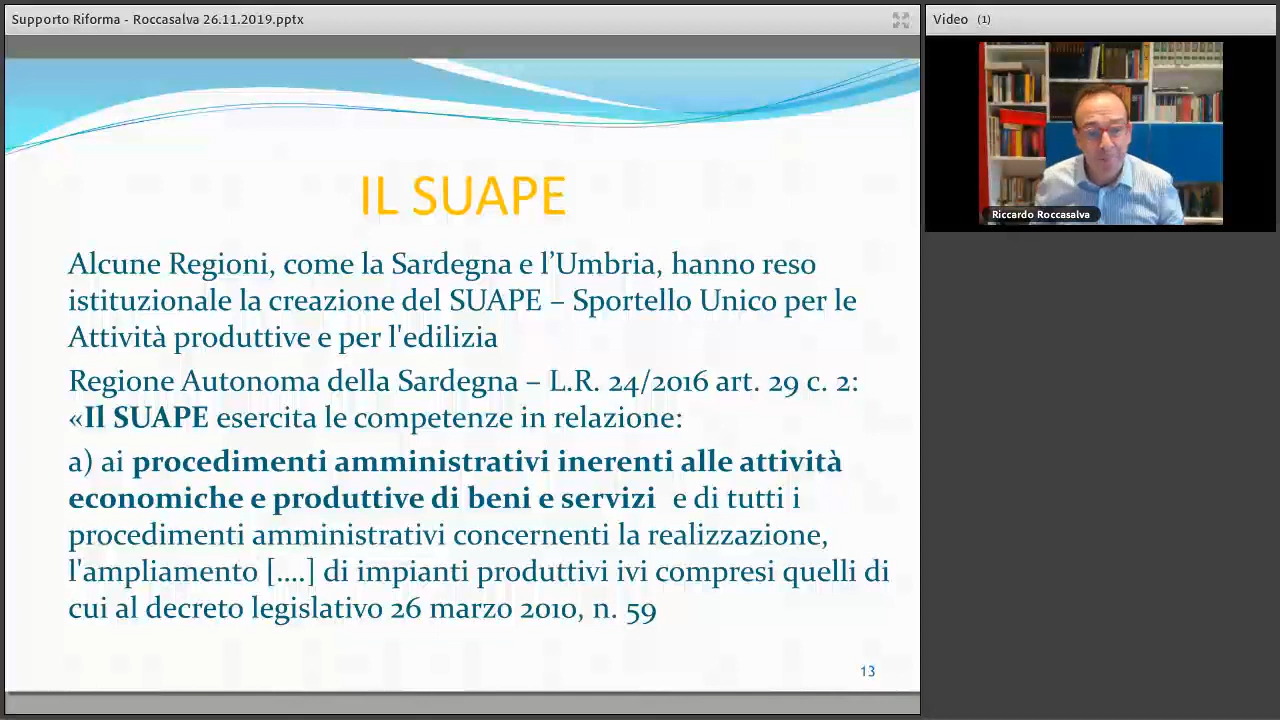 Supporto Riforma - Roccasalva 26.11.2019.pptx
Video (1)
Riccardo Roccasalva
IL SUAPE
Alcune Regioni, come la Sardegna e l’Umbria, hanno reso
istituzionale la creazione del SUAPE – Sportello Unico per le
Attività produttive e per l'edilizia
Regione Autonoma della Sardegna – L.R. 24/2016 art. 29 c. 2:
«Il SUAPE esercita le competenze in relazione:
a) ai procedimenti amministrativi inerenti alle attività
economiche e produttive di beni e servizi e di tutti i
procedimenti amministrativi concernenti la realizzazione,
l'ampliamento [....] di impianti produttivi ivi compresi quelli di
cui al decreto legislativo 26 marzo 2010, n. 59
13